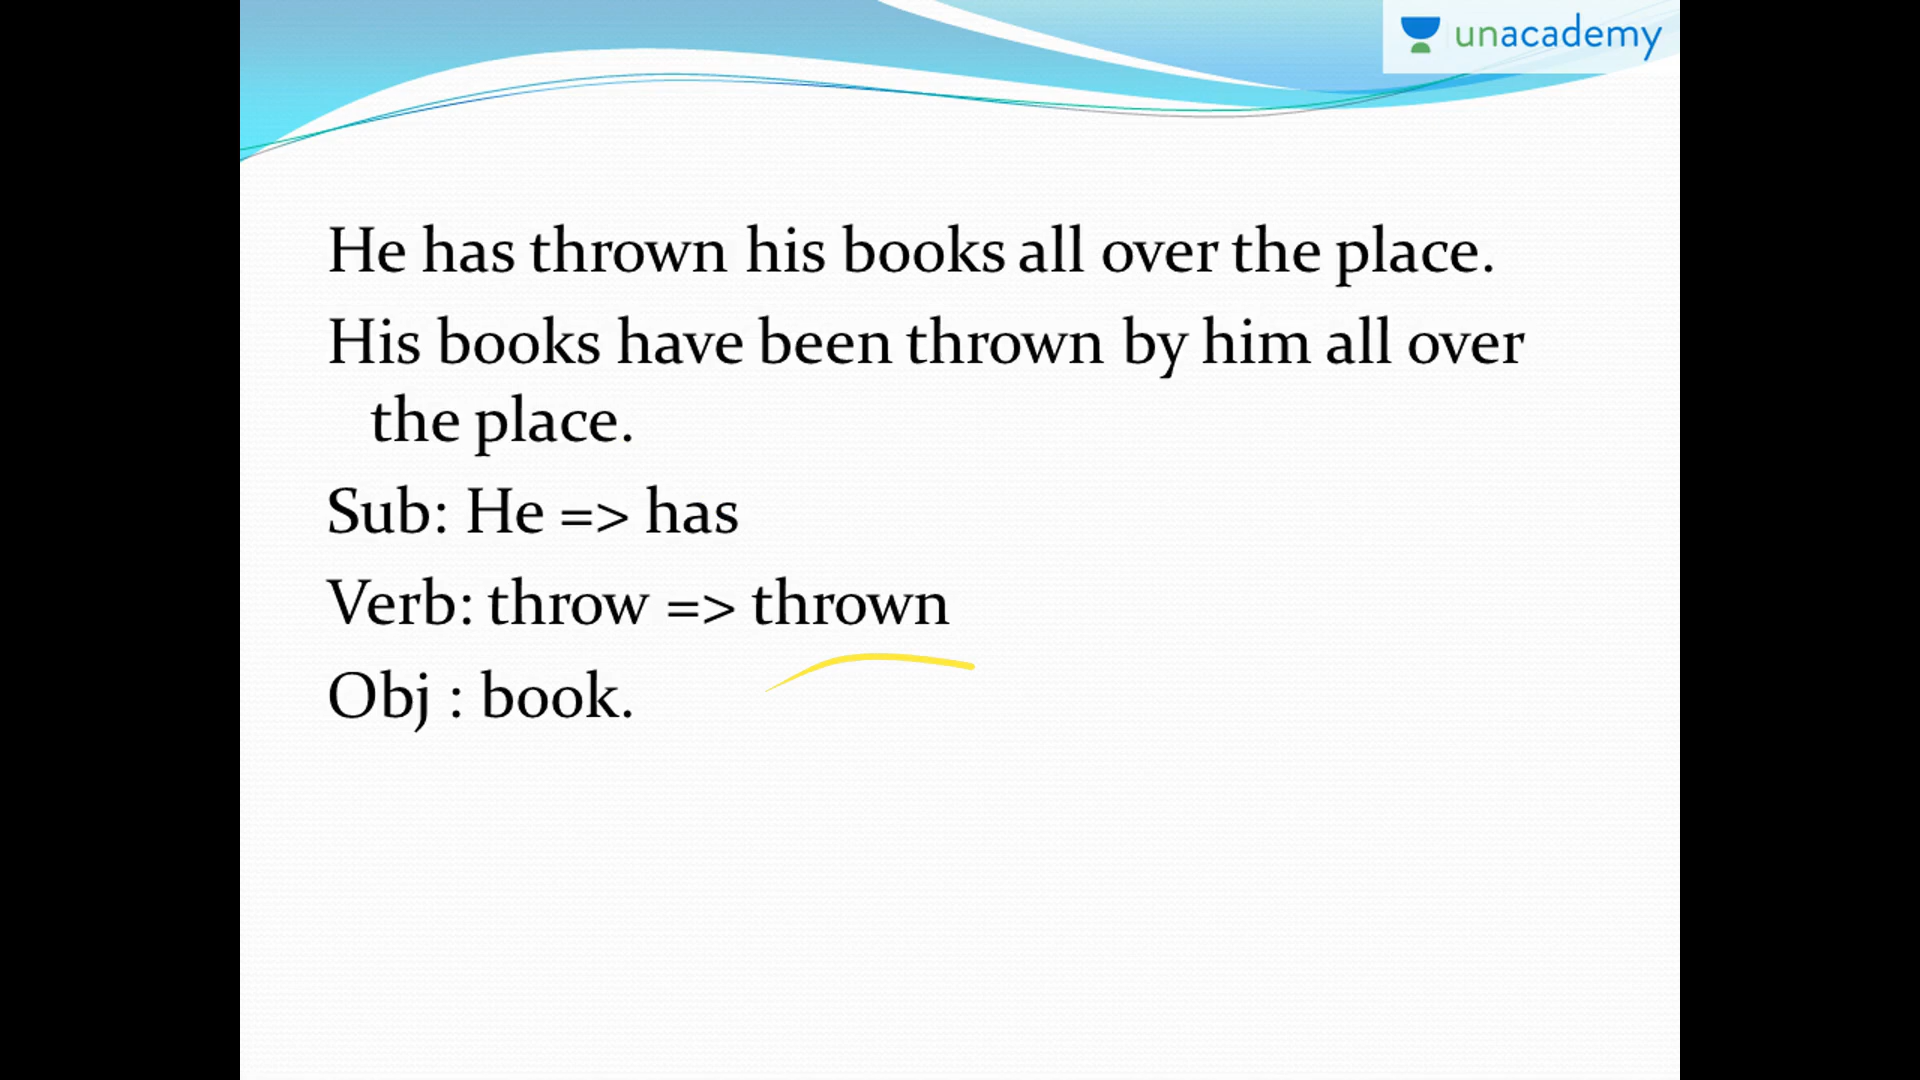 unacademy
He has thrown his books all over the place.
His books have been thrown by him all over
the place.
Sub: He => has
Verb: throw => thrown
Obj : book.